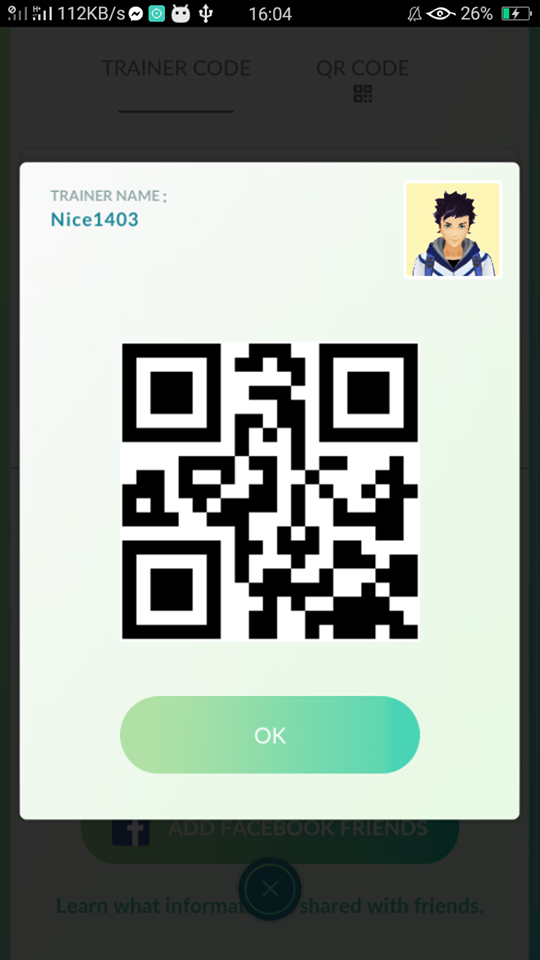 112KB/s 16:04 26%
TRAINER CODE QR CODE
TRAINER NAME :
Nice1403
OK
ADD FACEBOOK FRIENDS
Learn what informat shared with friends.